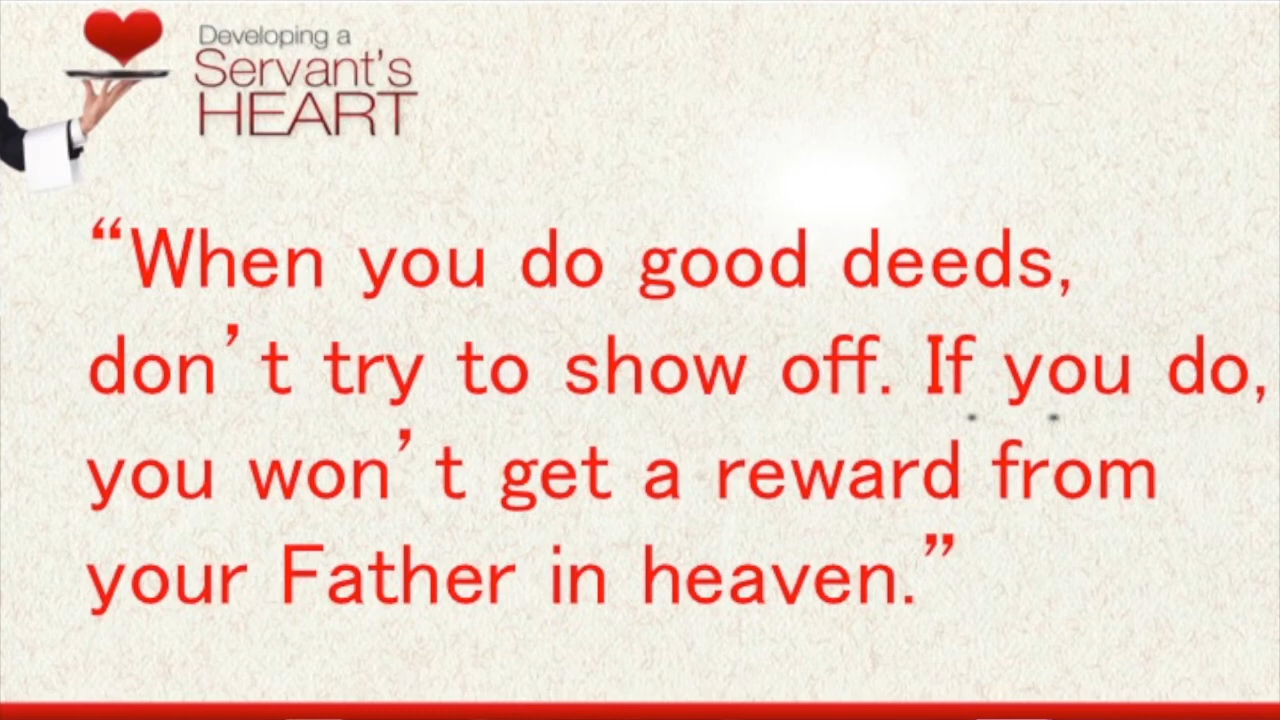 Developing a
Servant's
HEART
“When you do good deeds,
don’t try to show off. If you do,
you won’t get a reward from
your Father in heaven.”